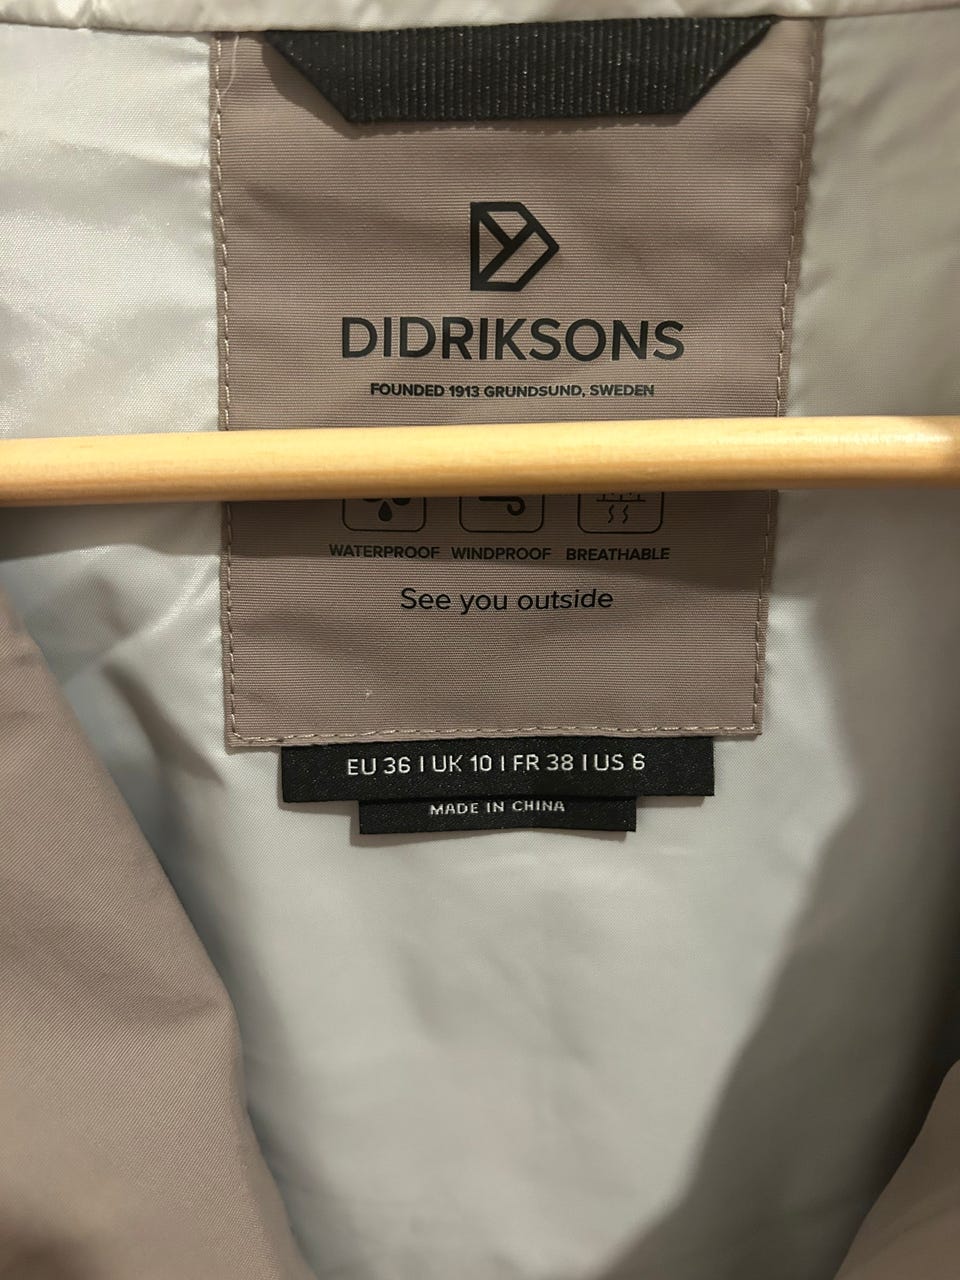 DIDRIKSONS
FOUNDED 1913 GRUNDSUND, SWEDEN
WATERPROOF WINDPROOF BREATHABLE
See you outside
EU 36 | UK 10 | FR 38 | US 6
MADE IN CHINA